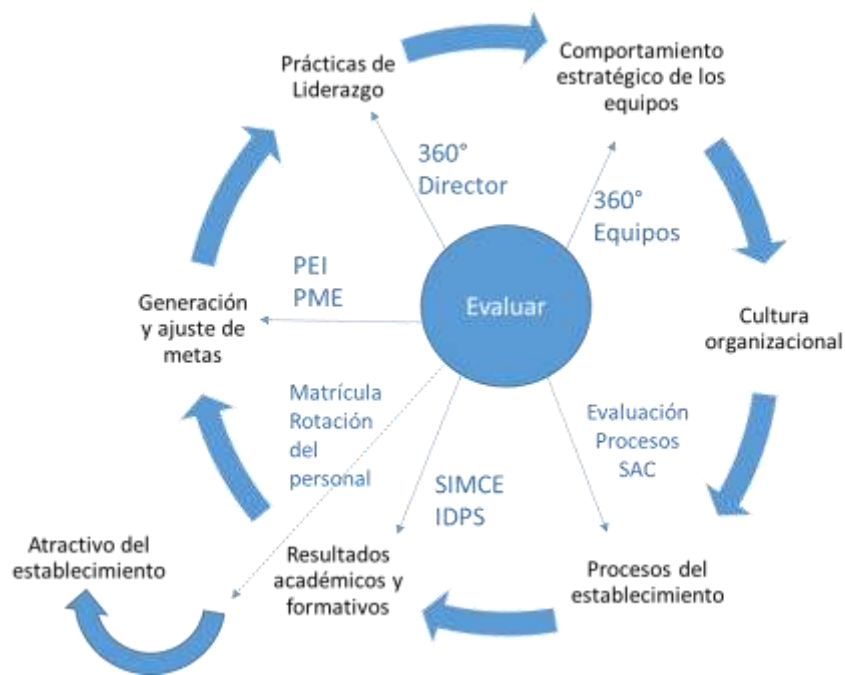 Prácticas de
Liderazgo
Comportamiento
estratégico de los
equipos
360°
Director
360°
Equipos
PEI
PME
Evaluar
Generación
y ajuste de
metas
Cultura
organizacional
Matrícula
Rotación
del
personal
Evaluación
Procesos
SAC
SIMCE
IDPS
Atractivo del
establecimiento
Resultados
académicos y
formativos
Procesos del
establecimiento